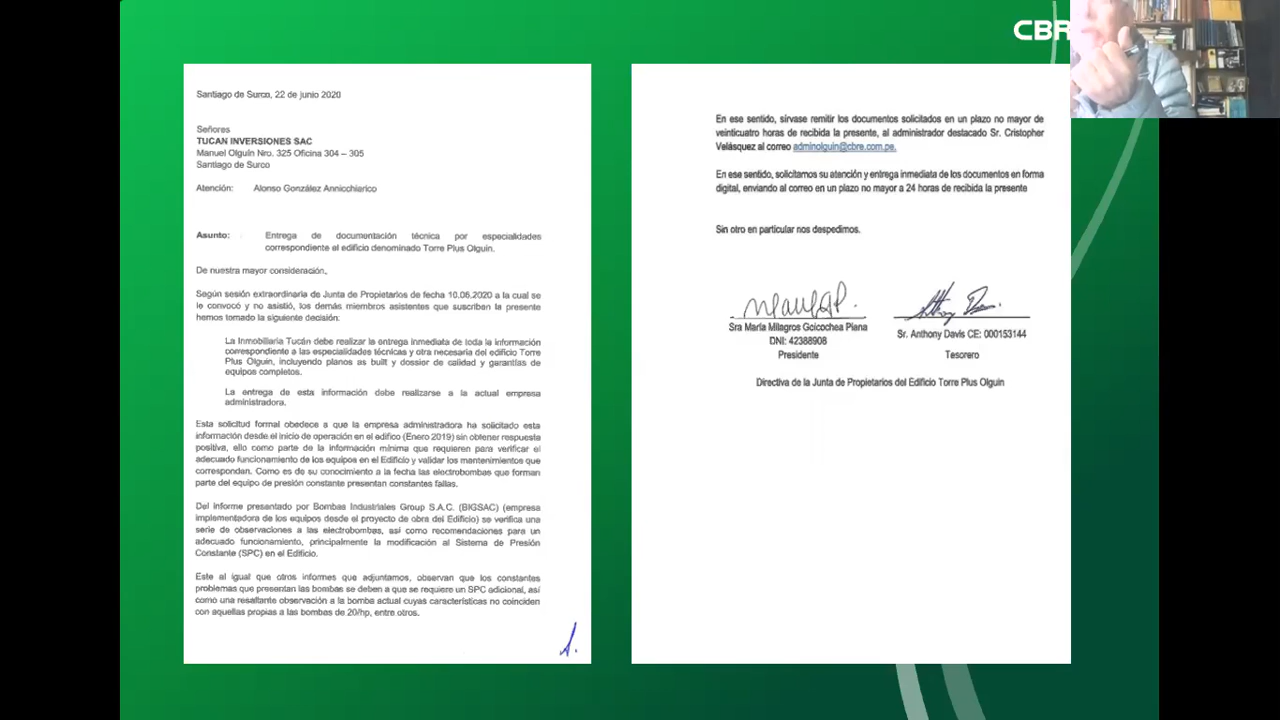 CBR
Santiago de Surco, 22 de junio 2020
Señores
TUCAN INVERSIONES SAC
Manuel Olguín Nro. 325 Oficina 304 – 305
Santiago de Surco
Atención: Alonso González Annicchiarico
Asunto: Entrega de documentación técnica por especialidades
correspondiente el edificio denominado Torre Plus Olguin.
De nuestra mayor consideración,
Según sesión extraordinaria de Junta de Propietarios de fecha 10.06.2020 a la cual se
le convocó y no asistió, los demás miembros asistentes que suscriban la presente
hemos tomado la siguiente decisión:
La Inmobiliaria Tucán debe realizar la entrega inmediata de toda la información
correspondiente a las especialidades técnicas y otra necesaria del edificio Torre
Plus Olguin, incluyendo planos as built y dossier de calidad y garantías de
equipos completos.
La entrega de esta información debe realizarse a la actual empresa
administradora.
Esta solicitud formal obedece a que la empresa administradora ha solicitado esta
información desde el inicio de operación en el edifico (Enero 2019) sin obtener respuesta
positiva, ello como parte de la información mínima que requieren para verificar el
adecuado funcionamiento de los equipos en el Edificio y validar los mantenimientos que
correspondan. Como es de su conocimiento a la fecha las electrobombas que forman
parte del equipo de presión constante presentan constantes fallas.
Del informe presentado por Bombas Industriales Group S.A.C. (BIGSAC) (empresa
implementadora de los equipos desde el proyecto de obra del Edificio) se verifica una
serie de observaciones a las electrobombas, así como recomendaciones para un
adecuado funcionamiento, principalmente la modificación al Sistema de Presión
Constante (SPC) en el Edificio.
Este al igual que otros informes que adjuntamos, observan que los constantes
problemas que presentan las bombas se deben a que se requiere un SPC adicional, así
como una resaltante observación a la bomba actual cuyas características no coinciden
con aquellas propias a las bombas de 20/hp, entre otros.
En ese sentido, sírvase remitir los documentos solicitados en un plazo no mayor de
veinticuatro horas de recibida la presente, al administrador destacado Sr. Cristopher
Velásquez al correo adminolguin@cbre.com.pe.
En ese sentido, solicitamos su atención y entrega inmediata de los documentos en forma
digital, enviando al correo en un plazo no mayor a 24 horas de recibida la presente
Sin otro en particular nos despedimos.
Sra María Milagros Goicochea Piana
DNI: 42388908
Presidente
Sr. Anthony Davis CE: 000153144
Tesorero
Directiva de la Junta de Propietarios del Edificio Torre Plus Olguin